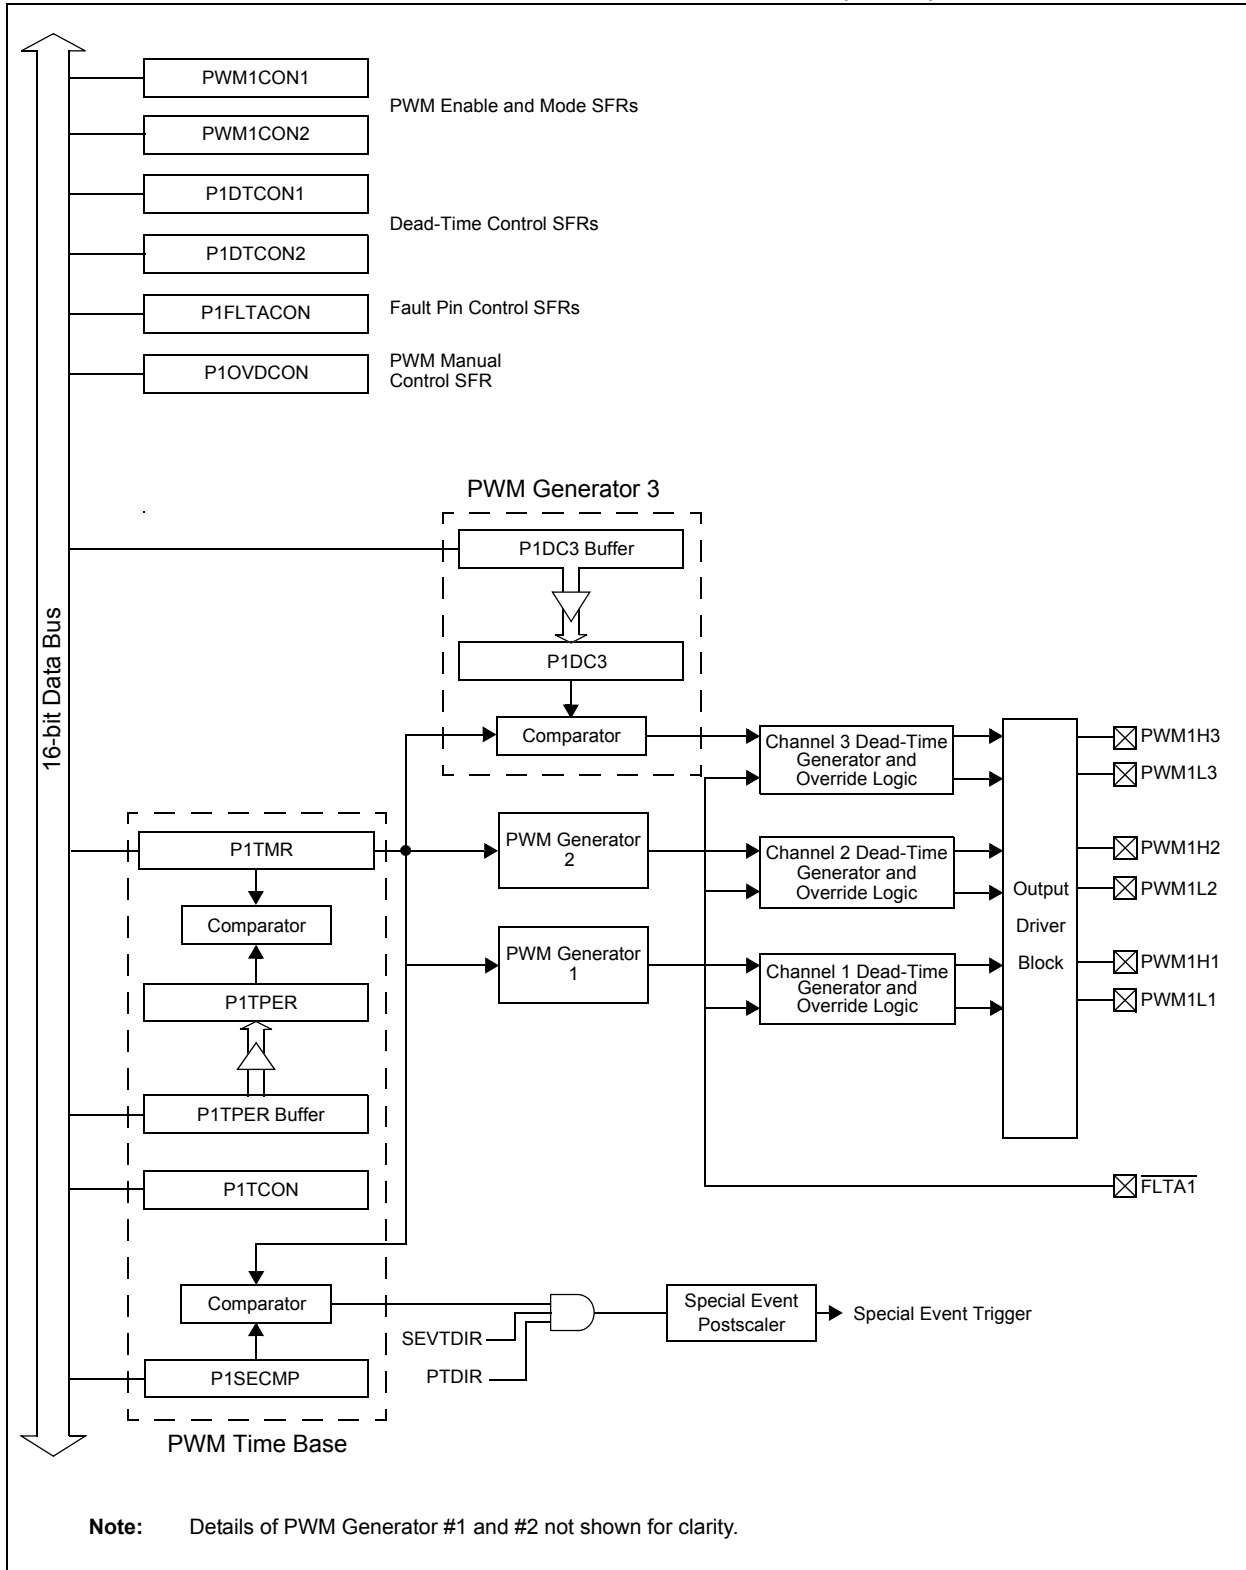 PWM1CON1
PWM Enable and Mode SFRs
PWM1CON2
P1DTCON1
Dead-Time Control SFRs
P1DTCON2
P1FLTACON
Fault Pin Control SFRs
P1OVDCON
PWM Manual
Control SFR
16-bit Data Bus
PWM Generator 3
P1DC3 Buffer
P1DC3
Comparator
Channel 3 Dead-Time
Generator and
Override Logic
PWM1H3
PWM1L3
P1TMR
Comparator
P1TPER
P1TPER Buffer
P1TCON
Comparator
P1SECMP
PWM Time Base
PWM Generator
2
Channel 2 Dead-Time
Generator and
Override Logic
PWM1H2
PWM1L2
PWM Generator
1
Channel 1 Dead-Time
Generator and
Override Logic
Output
Driver
Block
PWM1H1
PWM1L1
FLTA1
SEVTDIR
PTDIR
Special Event
Postscaler
Special Event Trigger
Note: Details of PWM Generator #1 and #2 not shown for clarity.